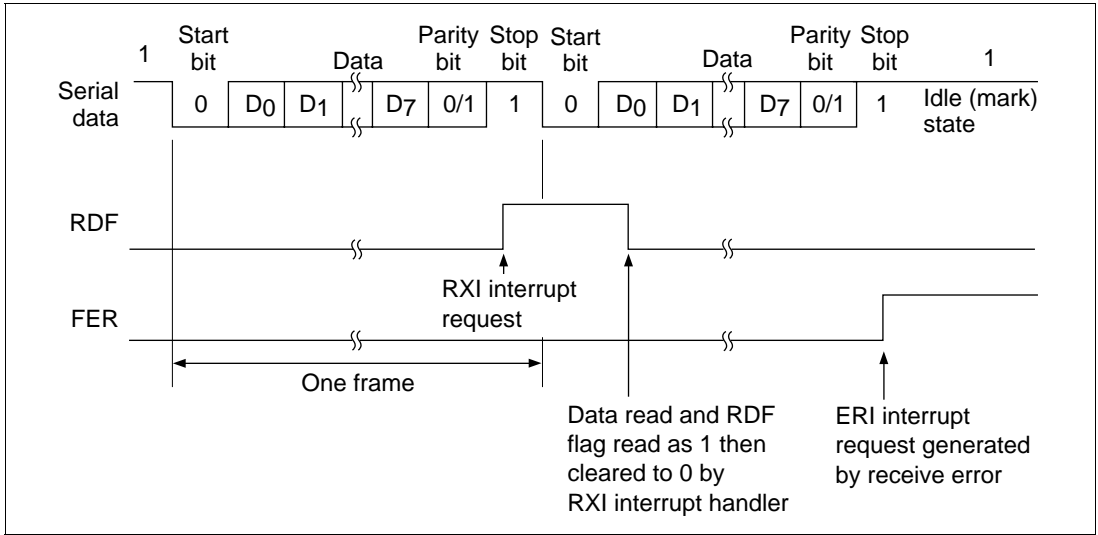 1 Start bit Data Parity bit Stop bit Start bit Data Parity bit Stop bit 1
Serial data 0 D0 D1 D7 0/1 1 0 D0 D1 D7 0/1 1 Idle (mark) state
RDF
RXI interrupt
request
FER
One frame
Data read and RDF
flag read as 1 then
cleared to 0 by
RXI interrupt handler
ERI interrupt
request generated
by receive error